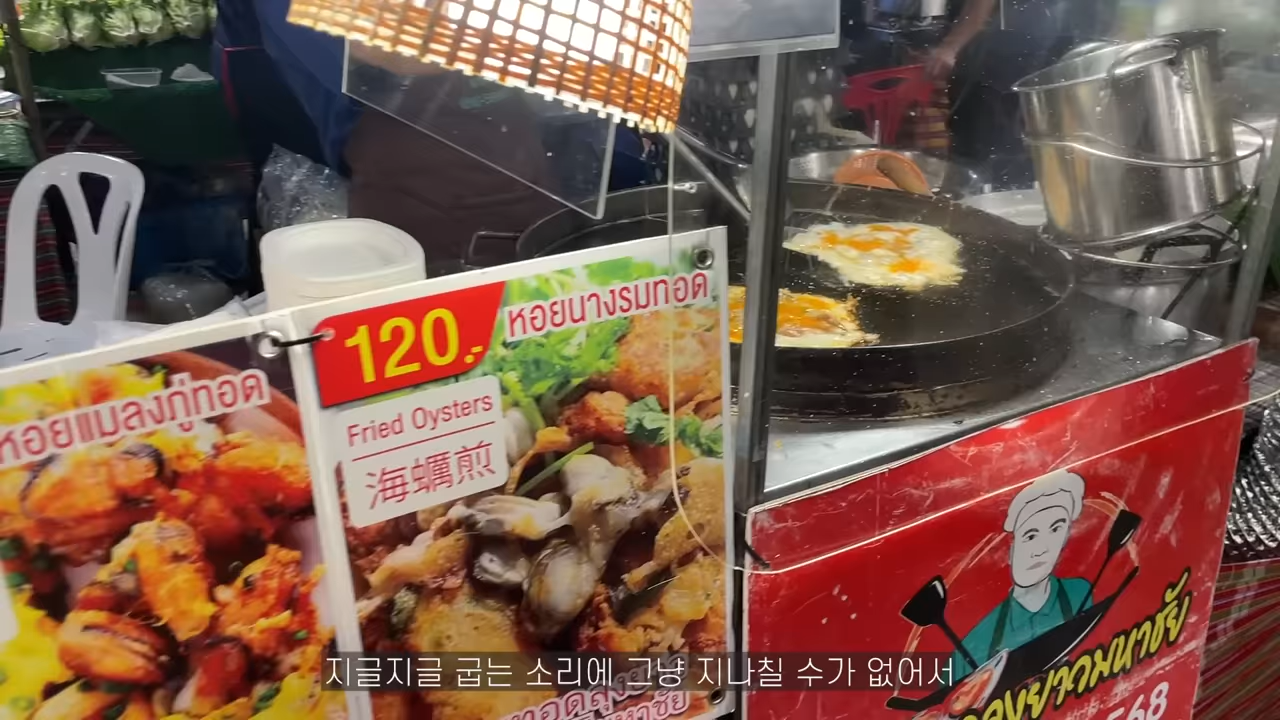 หอยแมลงภู่ทอด
120.-
หอยนางรมทอด
Fried Oysters
海蠣煎
지글지글 굽는 소리에 그냥 지나칠 수가 없어서